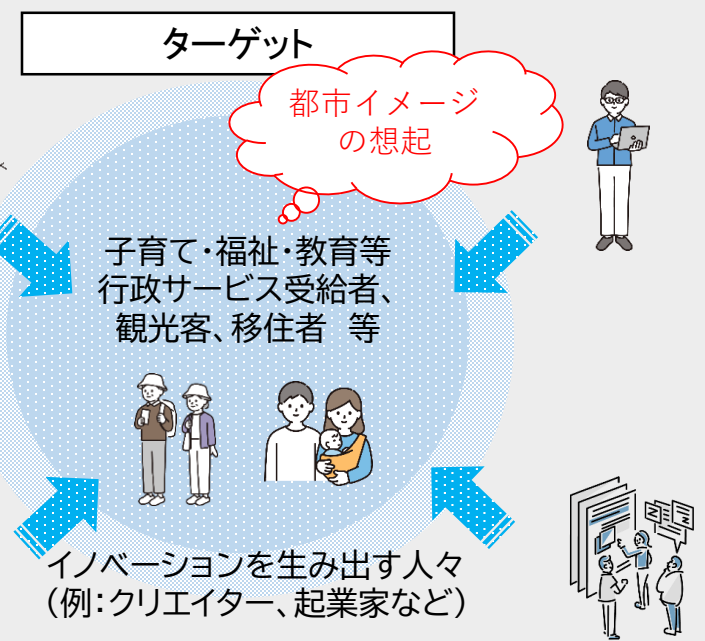 ターゲット
都市イメージ
の想起
子育て・福祉・教育等
行政サービス受給者、
観光客、移住者 等
イノベーションを生み出す人々
（例：クリエイター、起業家など）